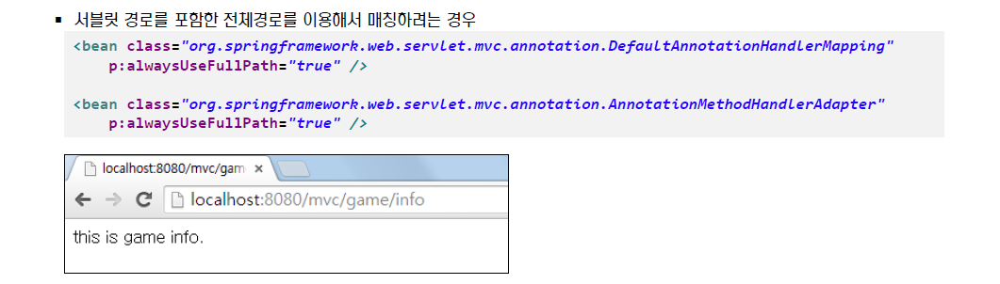 서블릿 경로를 포함한 전체경로를 이용해서 매칭하려는 경우
<bean class="org.springframework.web.servlet.mvc.annotation.DefaultAnnotationHandlerMapping"
p:alwaysUseFullPath="true" />
<bean class="org.springframework.web.servlet.mvc.annotation.AnnotationMethodHandlerAdapter"
p:alwaysUseFullPath="true" />
localhost:8080/mvc/gam
localhost:8080/mvc/game/info
this is game info.